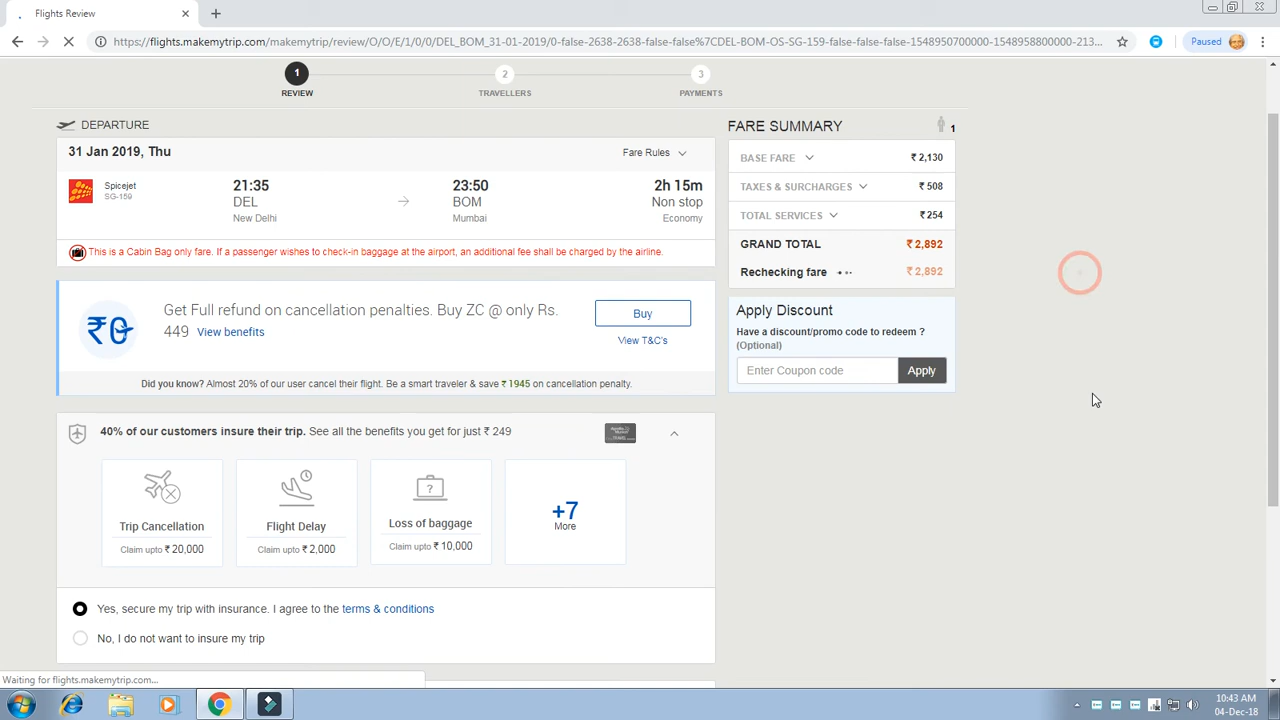 Flights Review
https://flights.makemytrip.com/makemytrip/review/O/O/E/1/0/0/DEL_BOM_31-01-2019/0-false-2638-2638-false-false%7CDEL-BOM-OS-SG-159-false-false-false-1548950700000-1548958800000-213...
Paused
1
2
3
REVIEW
TRAVELLERS
PAYMENTS
DEPARTURE
31 Jan 2019, Thu
Fare Rules
Spicejet
SG-159
21:35
DEL
New Delhi
23:50
BOM
Mumbai
2h 15m
Non stop
Economy
This is a Cabin Bag only fare. If a passenger wishes to check-in baggage at the airport, an additional fee shall be charged by the airline.
Get Full refund on cancellation penalties. Buy ZC @ only Rs.
449 View benefits
Buy
View T&C's
Did you know? Almost 20% of our user cancel their flight. Be a smart traveler & save ₹ 1945 on cancellation penalty.
40% of our customers insure their trip. See all the benefits you get for just ₹ 249
Trip Cancellation
Claim upto ₹ 20,000
Flight Delay
Claim upto ₹ 2,000
?
Loss of baggage
Claim upto ₹ 10,000
+7
More
Yes, secure my trip with insurance. I agree to the terms & conditions
No, I do not want to insure my trip
FARE SUMMARY
1
BASE FARE ₹ 2,130
TAXES & SURCHARGES ₹ 508
TOTAL SERVICES ₹ 254
GRAND TOTAL ₹ 2,892
Rechecking fare ₹ 2,892
Apply Discount
Have a discount/promo code to redeem ?
(Optional)
Enter Coupon code
Apply
Waiting for flights.makemytrip.com...
10:43 AM
04-Dec-18